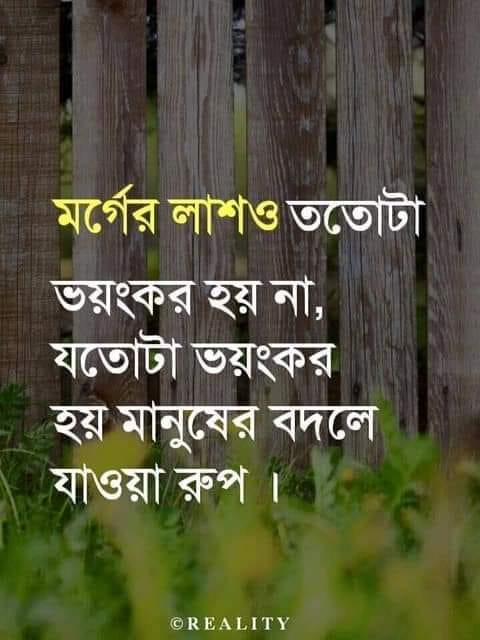 মর্গের লাশও ততোটা
ভয়ংকর হয় না,
যতোটা ভয়ংকর
হয় মানুষের বদলে
যাওয়া রুপ ।
©REALITY